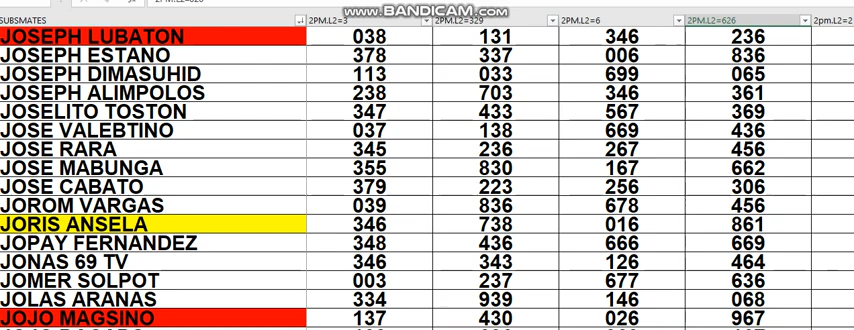 www.BANDICAM.com
SUBSMATES 2PM.L2=3 2PM.L2=329 2PM.L2=6 2PM.L2=626 2pm.L2=2
JOSEPH LUBATON 038 131 346 236
JOSEPH ESTANO 378 337 006 836
JOSEPH DIMASUHID 113 033 699 065
JOSEPH ALIMPOLOS 238 703 346 361
JOSELITO TOSTON 347 433 567 369
JOSE VALEBTINO 037 138 669 436
JOSE RARA 345 236 267 456
JOSE MABUNGA 355 830 167 662
JOSE CABATO 379 223 256 306
JOROM VARGAS 039 836 678 456
JORIS ANSELA 346 738 016 861
JOPAY FERNANDEZ 348 436 666 669
JONAS 69 TV 346 343 126 464
JOMER SOLPOT 003 237 677 636
JOLAS ARANAS 334 939 146 068
JOJO MAGSINO 137 430 026 967